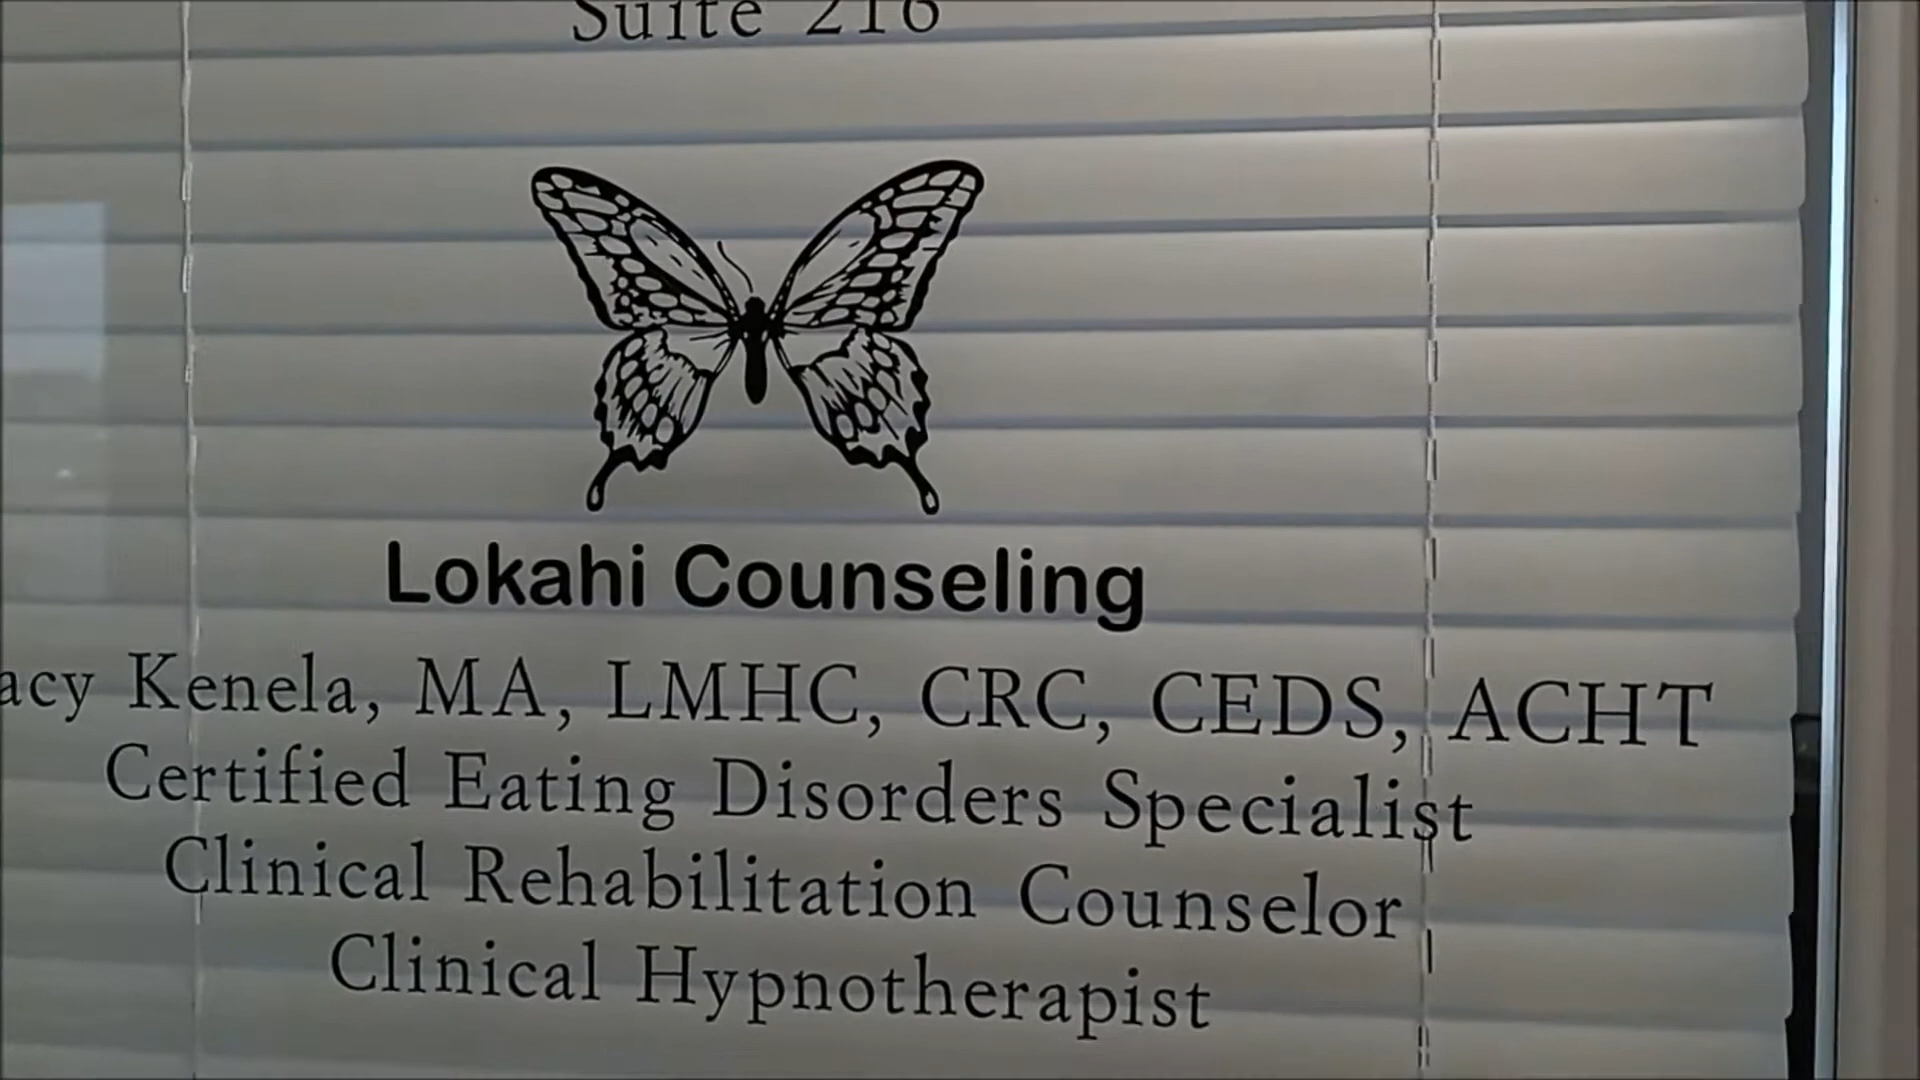 Suite 216
Lokahi Counseling
acy Kenela, MA, LMHC, CRC, CEDS, ACHT
Certified Eating Disorders Specialist
Clinical Rehabilitation Counselor
Clinical Hypnotherapist